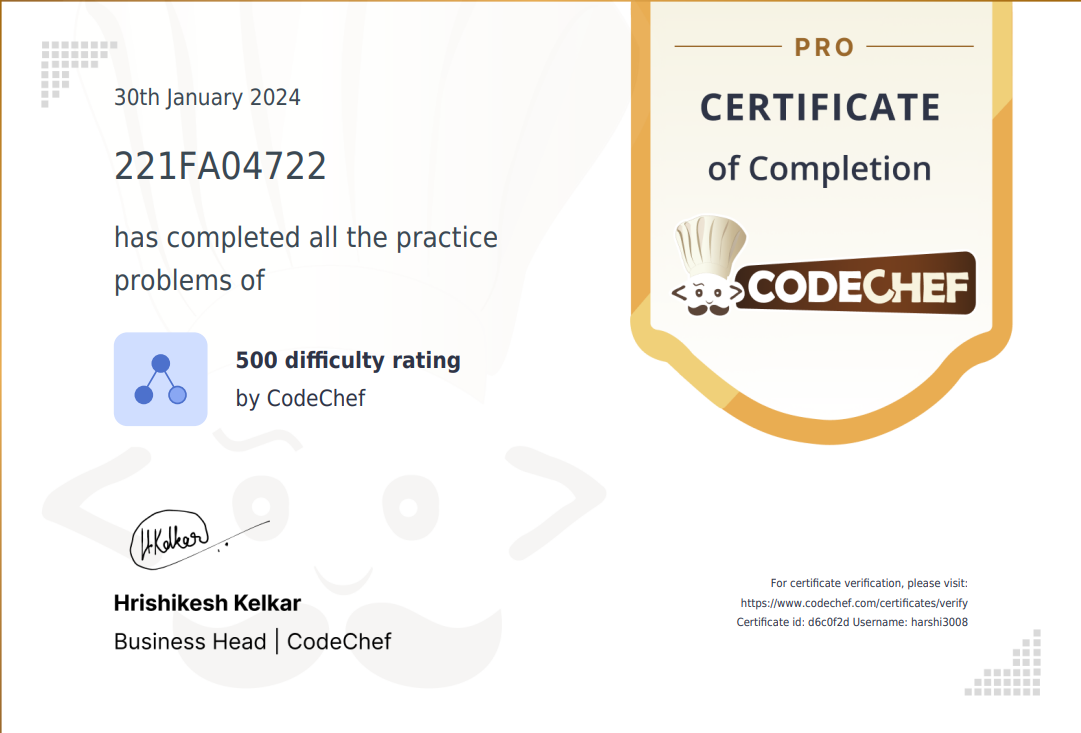 30th January 2024
221FA04722
has completed all the practice
problems of
500 difficulty rating
by CodeChef
H.Kelkar
Hrishikesh Kelkar
Business Head | CodeChef
PRO
CERTIFICATE
of Completion
CODECHEF
For certificate verification, please visit:
https://www.codechef.com/certificates/verify
Certificate id: d6c0f2d Username: harshi3008